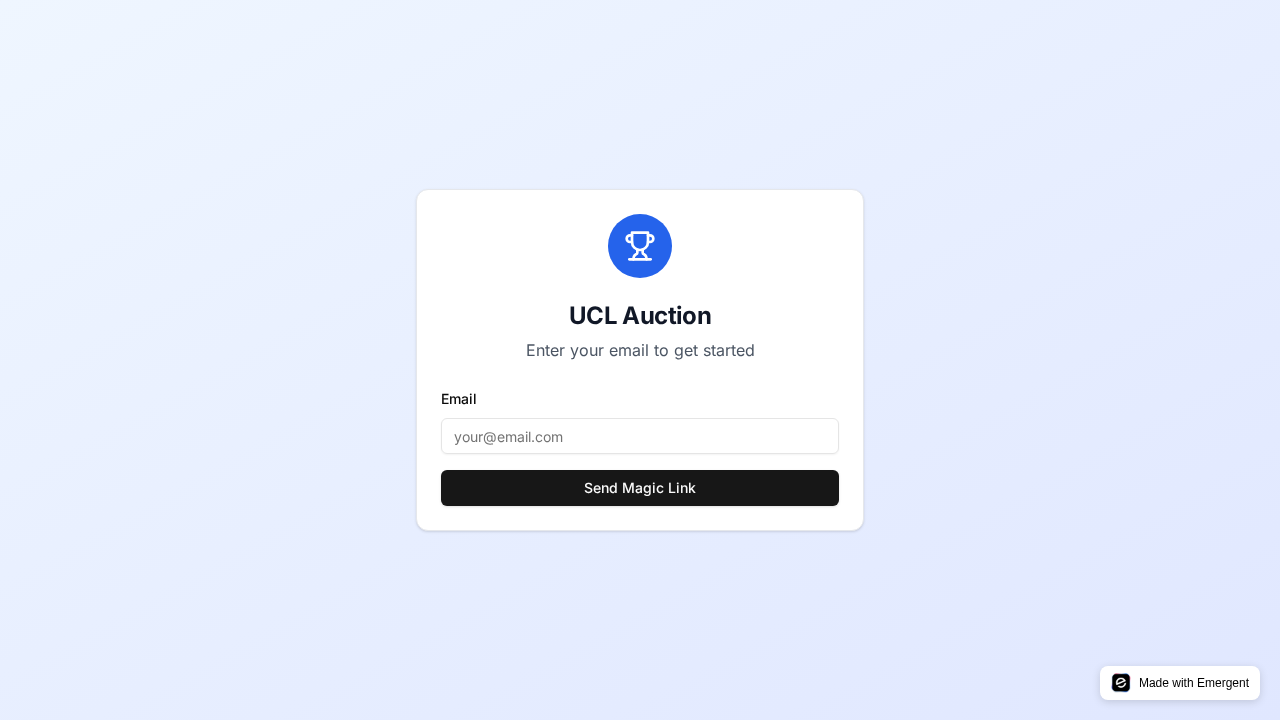 UCL Auction
Enter your email to get started
Email
your@email.com
Send Magic Link
Made with Emergent